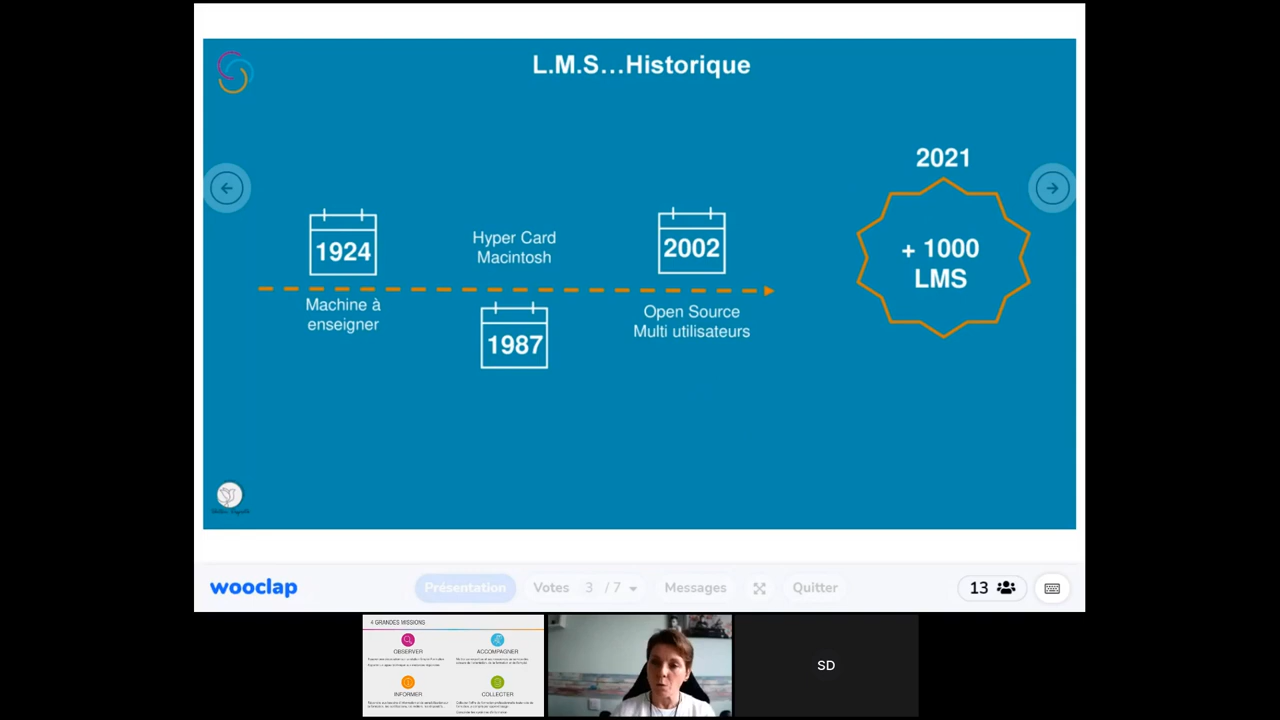 L.M.S...Historique
2021
1924
Hyper Card
Macintosh
2002
+ 1000
LMS
Machine à
enseigner
1987
Open Source
Multi utilisateurs
wooclap
Présentation
Votes 3 / 7
Messages
Quitter
13
4 GRANDES MISSIONS
OBSERVER
ACCOMPAGNER
INFORMER
COLLECTER
SD